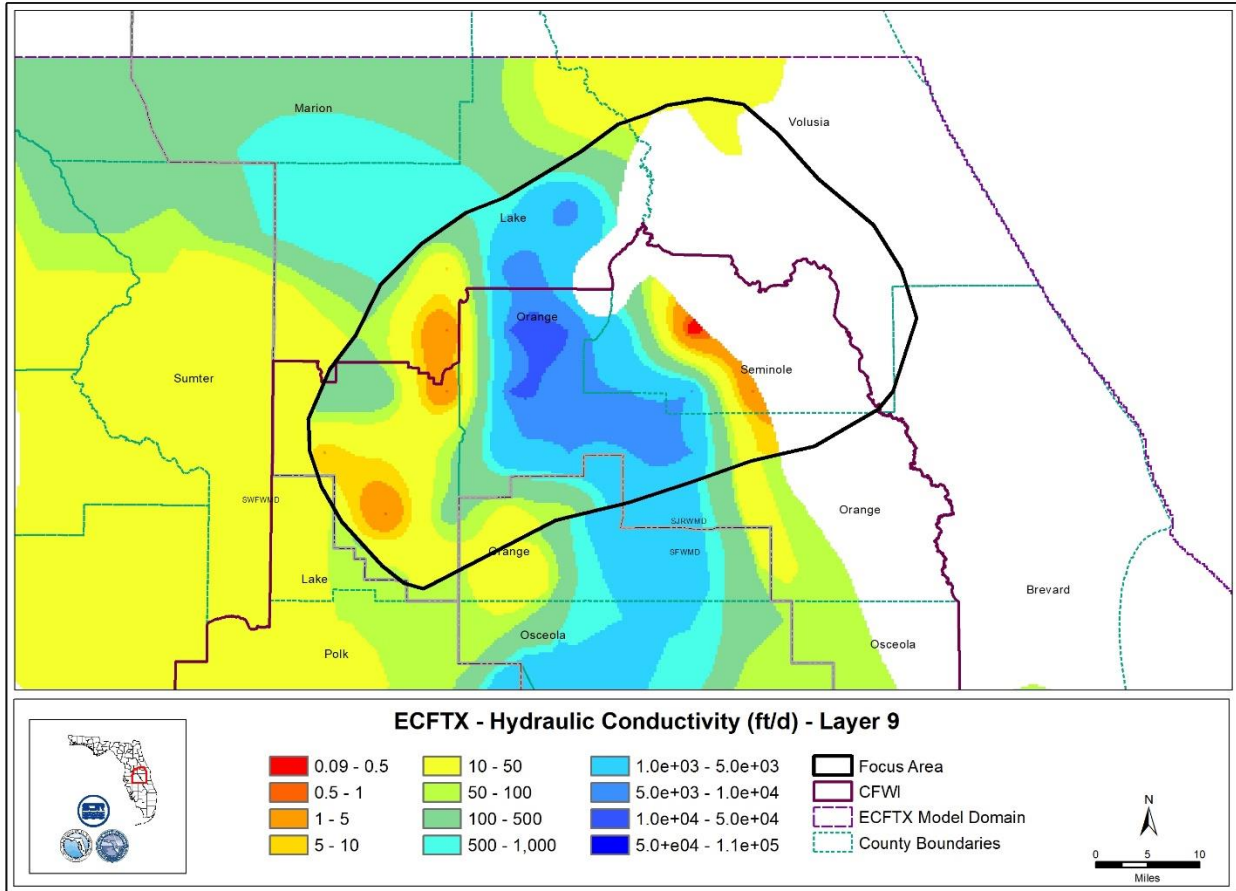 Marion
Volusia
Lake
Orange
Sumter
Seminole
SWFWMD
SJRWMD
Orange
Orange
SFWMD
Lake
Brevard
Osceola
Osceola
Polk
ECFTX - Hydraulic Conductivity (ft/d) - Layer 9
0.09 - 0.5
0.5 - 1
1 - 5
5 - 10
10 - 50
50 - 100
100 - 500
500 - 1,000
1.0e+03 - 5.0e+03
5.0e+03 - 1.0e+04
1.0e+04 - 5.0e+04
5.0+e04 - 1.1e+05
Focus Area
CFWI
ECFTX Model Domain
County Boundaries
N
0 5 10
Miles